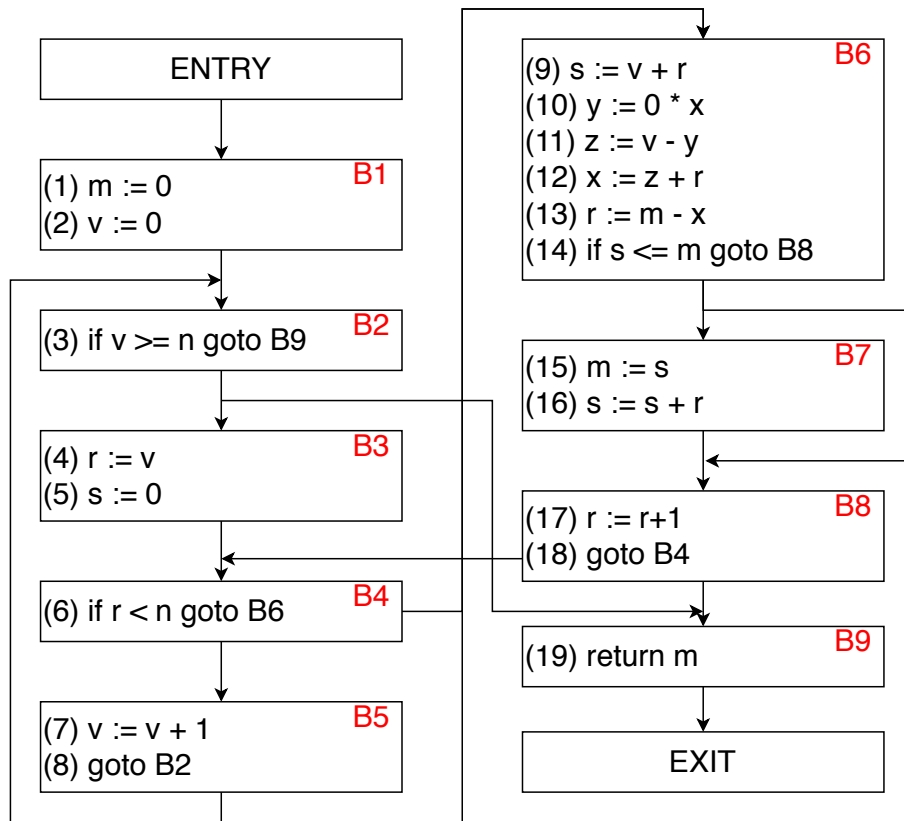 ENTRY
B1
(1) m := 0
(2) v := 0
B2
(3) if v >= n goto B9
B3
(4) r := v
(5) s := 0
B4
(6) if r < n goto B6
B5
(7) v := v + 1
(8) goto B2
B6
(9) s := v + r
(10) y := 0 * x
(11) z := v - y
(12) x := z + r
(13) r := m - x
(14) if s <= m goto B8
B7
(15) m := s
(16) s := s + r
B8
(17) r := r+1
(18) goto B4
B9
(19) return m
EXIT